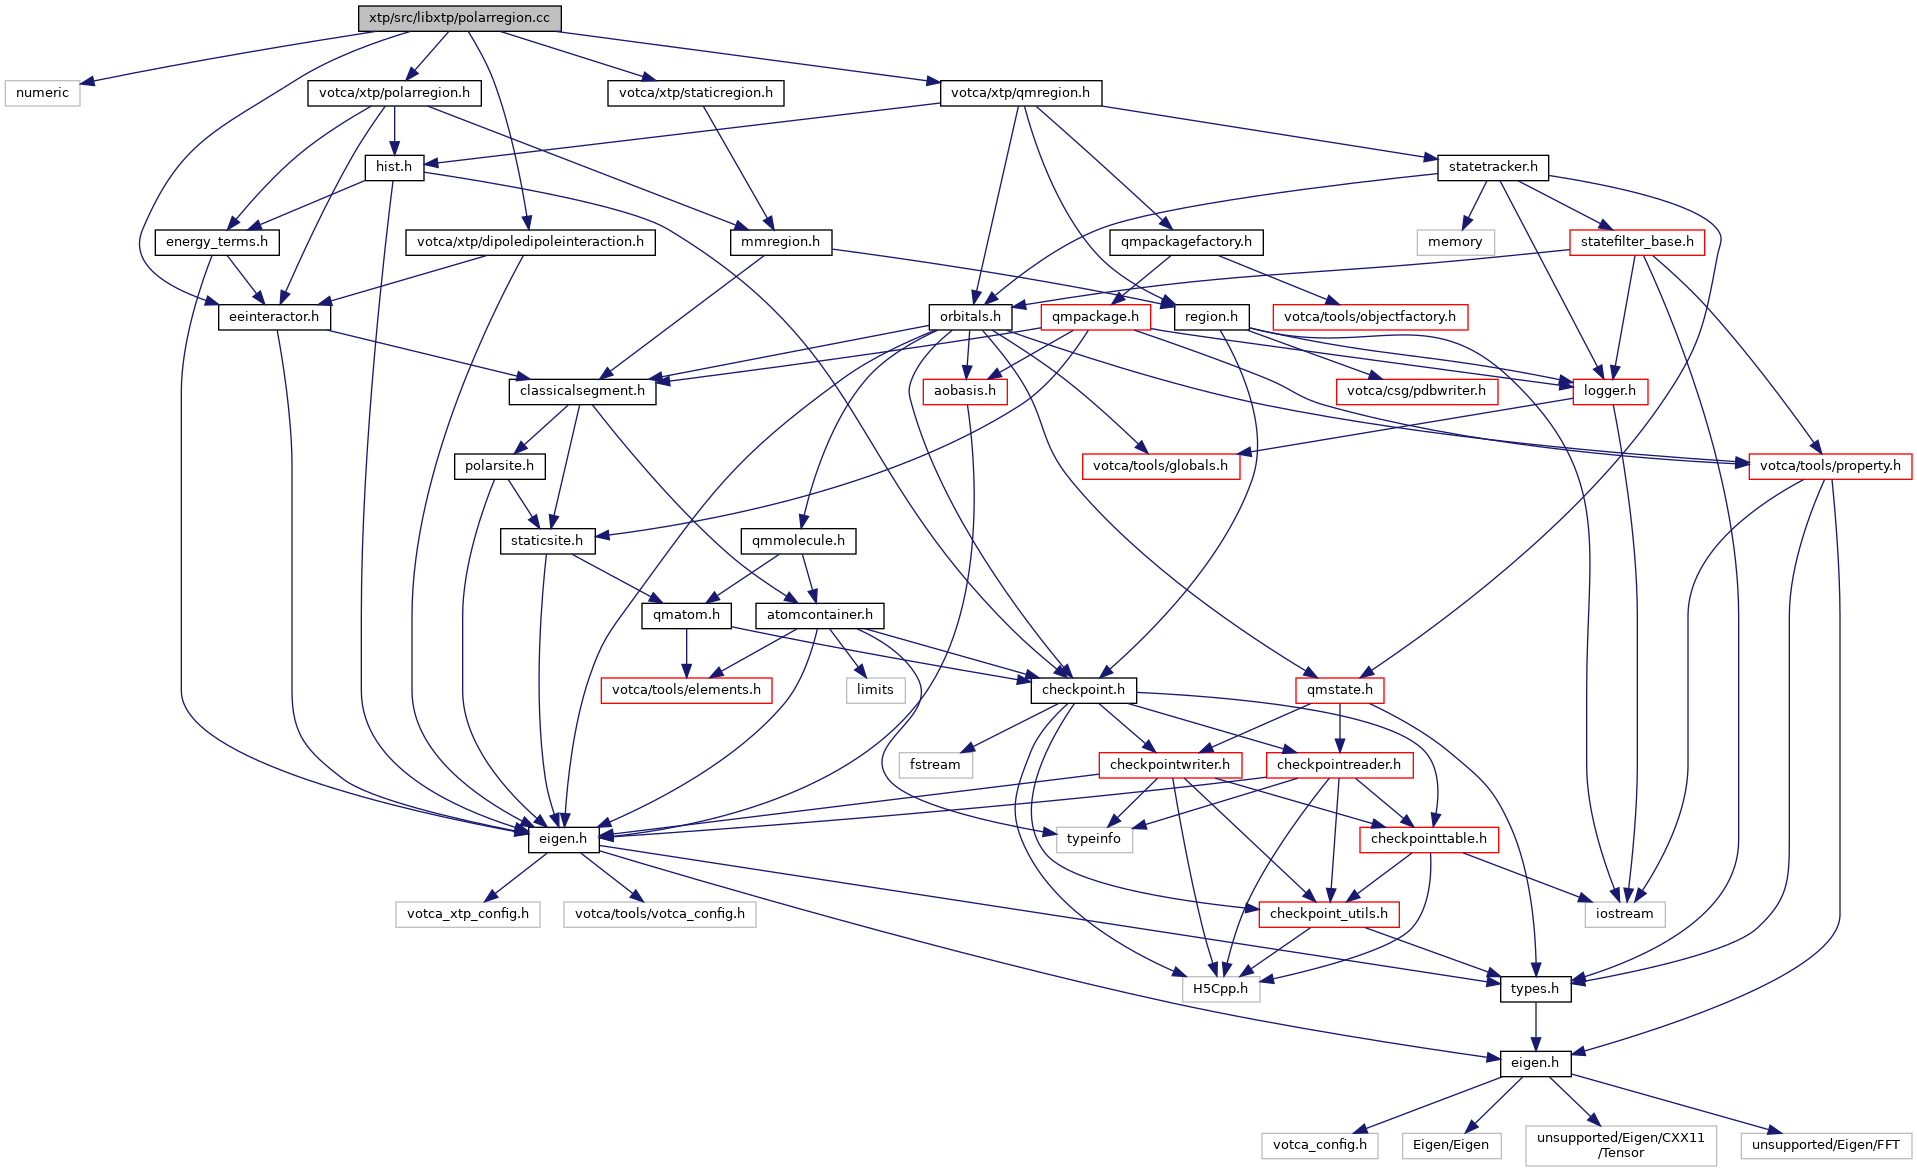 xtp/src/libxtp/polarregion.cc
numeric
votca/xtp/polarregion.h
votca/xtp/staticregion.h
votca/xtp/qmregion.h
hist.h
statetracker.h
energy_terms.h
votca/xtp/dipoledipoleinteraction.h
mmregion.h
qmpackagefactory.h
memory
statefilter_base.h
eeinteractor.h
orbitals.h
qmpackage.h
region.h
votca/tools/objectfactory.h
classicalsegment.h
aobasis.h
votca/csg/pdbwriter.h
logger.h
polarsite.h
votca/tools/globals.h
votca/tools/property.h
staticsite.h
qmmolecule.h
qmatom.h
atomcontainer.h
votca/tools/elements.h
limits
checkpoint.h
qmstate.h
fstream
checkpointwriter.h
checkpointreader.h
eigen.h
typeinfo
checkpointtable.h
votca_xtp_config.h
votca/tools/votca_config.h
checkpoint_utils.h
iostream
H5Cpp.h
types.h
eigen.h
votca_config.h
Eigen/Eigen
unsupported/Eigen/CXX11
/Tensor
unsupported/Eigen/FFT